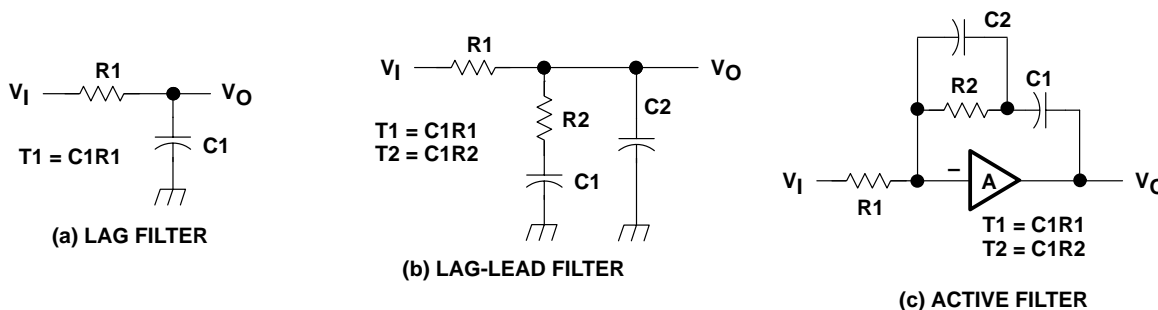 R1
VI
VO
C1
T1 = C1R1
(a) LAG FILTER
R1
VI
VO
R2
C2
T1 = C1R1
T2 = C1R2
C1
(b) LAG-LEAD FILTER
C2
R2
C1
VI
R1
–
A
VO
T1 = C1R1
T2 = C1R2
(c) ACTIVE FILTER